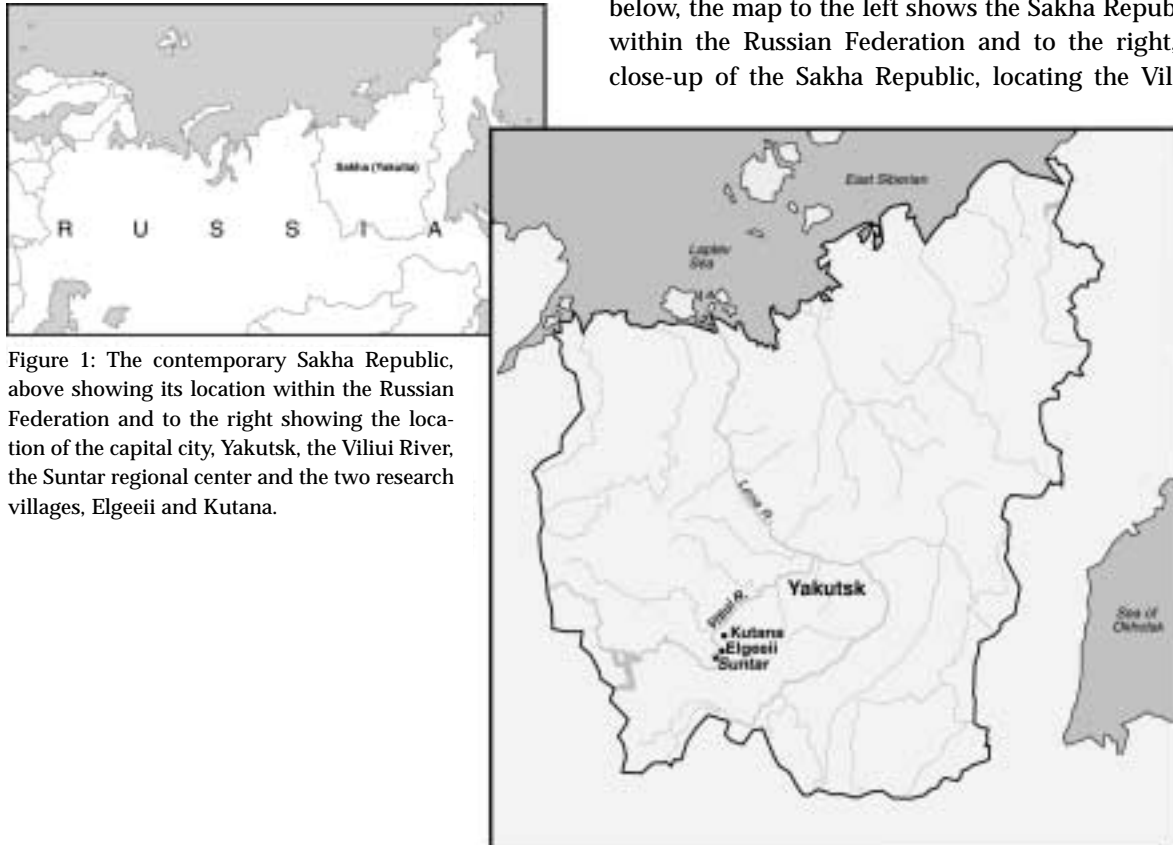 below, the map to the left shows the Sakha Repub
within the Russian Federation and to the right,
close-up of the Sakha Republic, locating the Vil
Sakha (Yakutia)
R U S S I A
Figure 1: The contemporary Sakha Republic,
above showing its location within the Russian
Federation and to the right showing the loca-
tion of the capital city, Yakutsk, the Viliui River,
the Suntar regional center and the two research
villages, Elgeeii and Kutana.
East Siberian
Laptev
Sea
Lena R.
Yakutsk
R.
Kutana
Elgeeii
Suntar
Sea of
Okhotsk